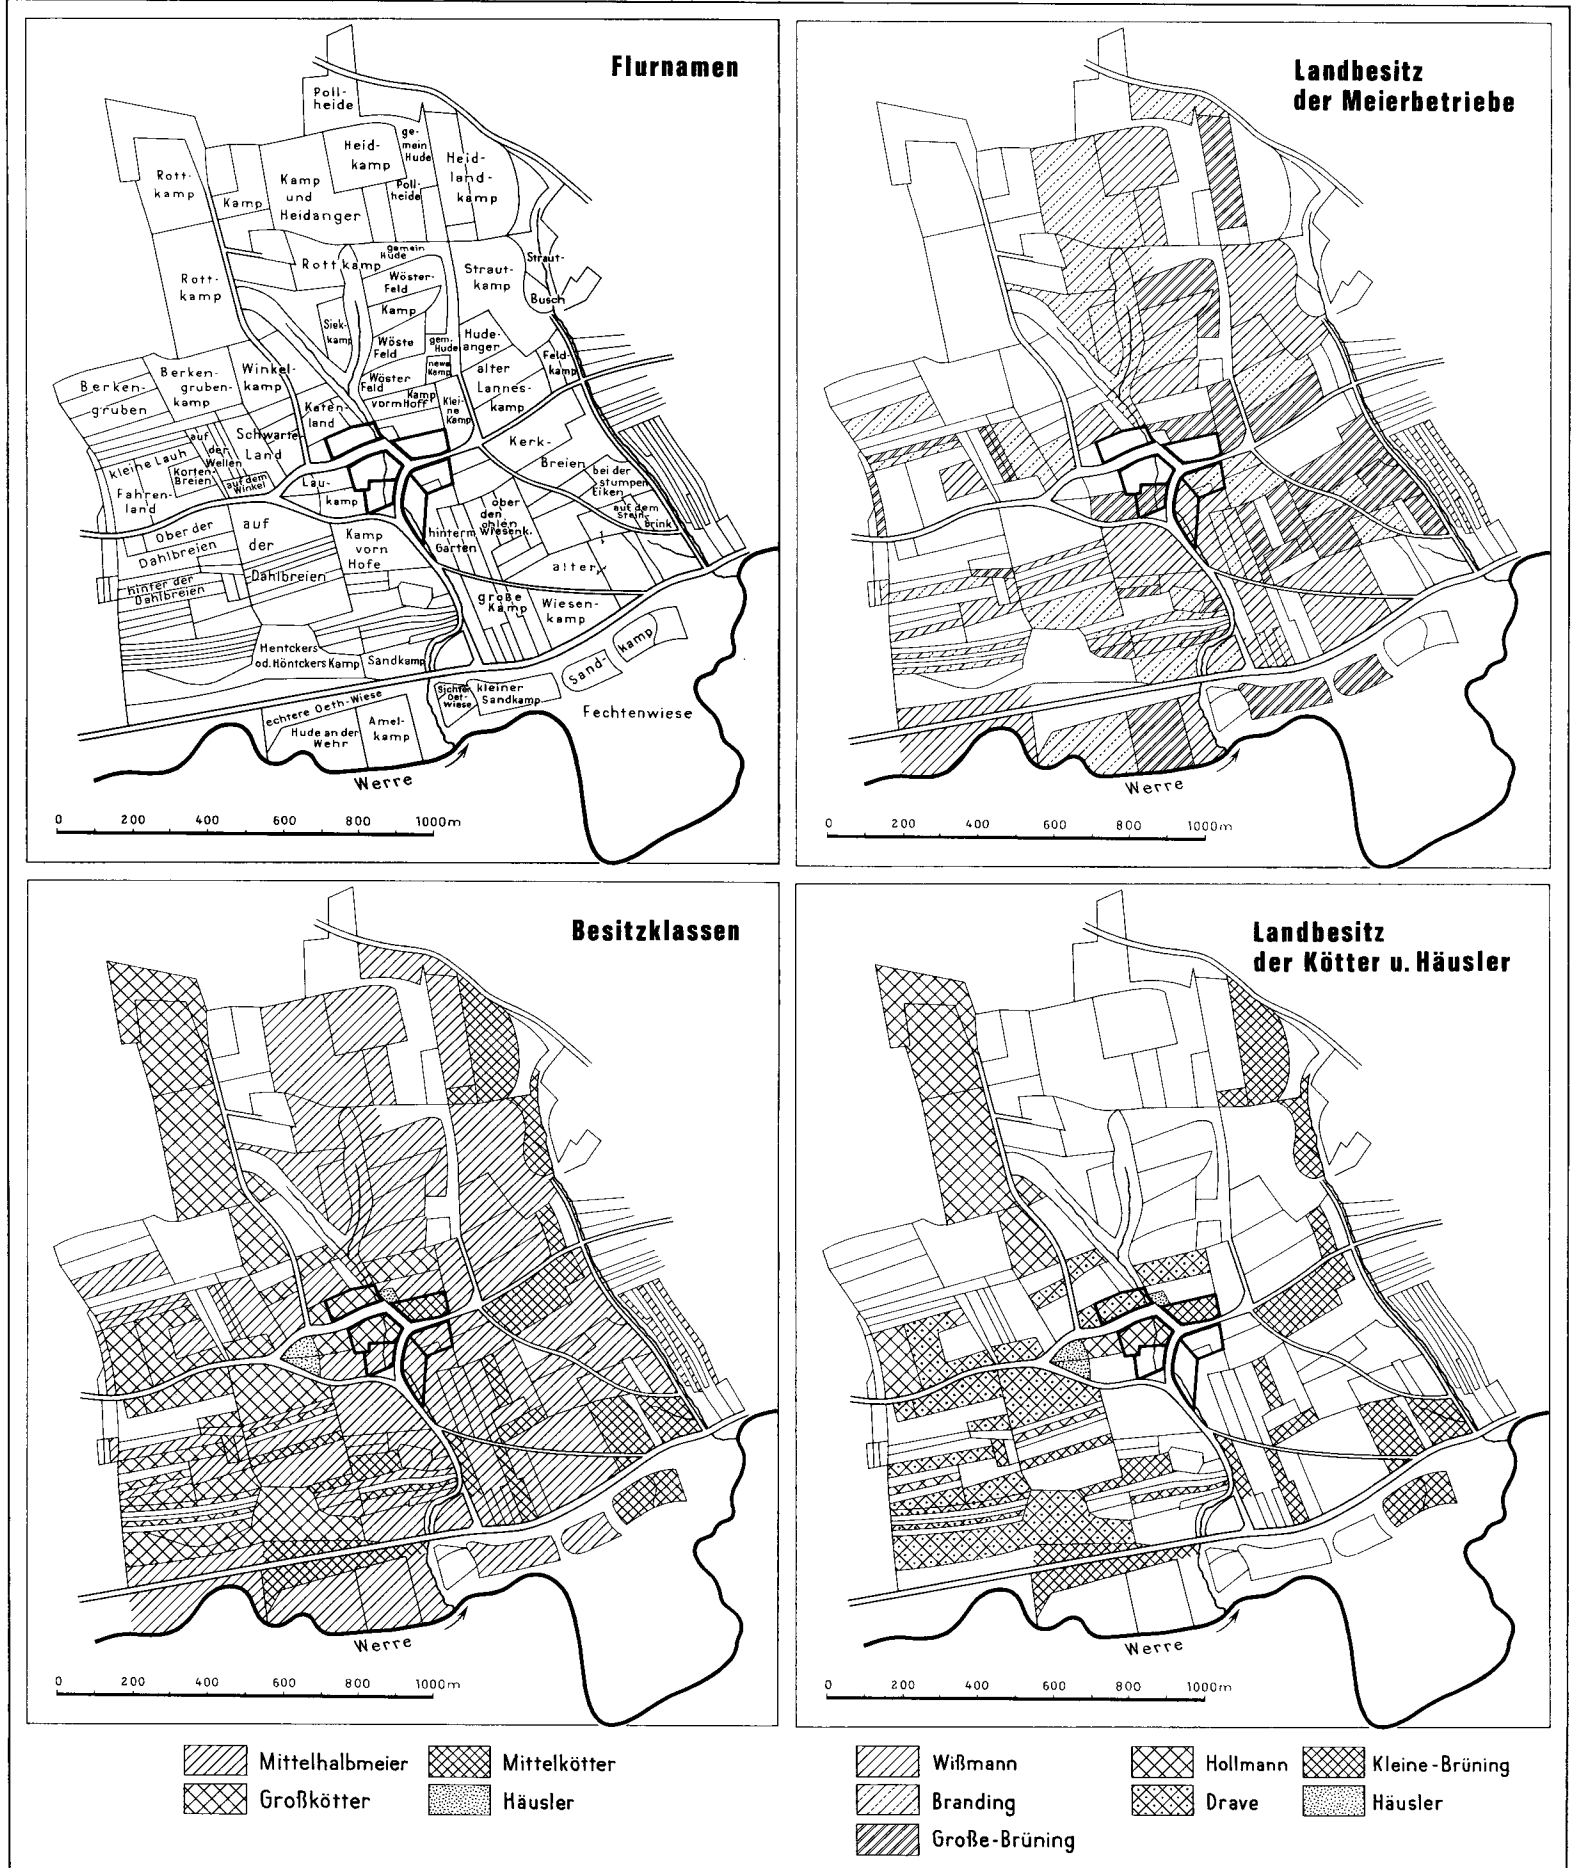 Flurnamen
Poll-
heide
ge-
mein
Hude
Heid-
kamp
Heid-
land-
kamp
Rott-
kamp
Kamp
Kamp
und
Heidanger
Poll-
heide
gemein
Hude
Rottkamp
Straut-
Busch
Straut-
kamp
Rott-
kamp
Wöster-
Feld
Kamp
Siek-
kamp
Wöste
Feld
gem.
Hude
Hude-
anger
neue
Kamp
Feld-
kamp
alter
Lannes-
kamp
Berken-
gruben
Berken-
gruben-
kamp
Winkel-
kamp
Wöster
Feld
Kamp
vorm Hoff
Klei-
ne
Kamp
Katen-
land
Schwarte-
Land
auf
der
Wellen
kleine Lauh
Korten-
Breien
auf dem
Winkel
Fahren-
land
Lau-
kamp
Kerk-
Breien
bei der
stumpen
Eiken
auf dem
Stein-
brink
ober
den
ohlen
Wiesenk.
hinterm
Garten
Ober der
Dahlbreien
auf
der
Dahlbreien
Kamp
vorn
Hofe
hinter der
Dahlbreien
alter
Wiesen-
kamp
große
Kamp
Hentckers
od. Höntckers Kamp
Sandkamp
Sand-
kamp
Sichter
Oet-
wiese
kleiner
Sandkamp
Fechtenwiese
echtere Oeth-Wiese
Hude an der
Wehr
Amel-
kamp
Werre
0 200 400 600 800 1000m
Landbesitz
der Meierbetriebe
Werre
0 200 400 600 800 1000m
Besitzklassen
Werre
0 200 400 600 800 1000m
Landbesitz
der Kötter u. Häusler
Werre
0 200 400 600 800 1000m
Mittelhalbmeier
Mittelkötter
Großkötter
Häusler
Wißmann
Hollmann
Kleine-Brüning
Branding
Drave
Häusler
Große-Brüning